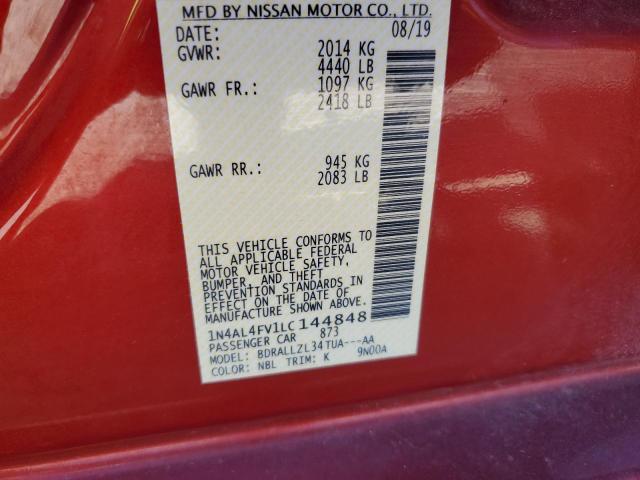 MFD BY NISSAN MOTOR CO., LTD.
DATE: 08/19
GVWR: 2014 KG
4440 LB
GAWR FR.: 1097 KG
2418 LB
GAWR RR.: 945 KG
2083 LB
THIS VEHICLE CONFORMS TO
ALL APPLICABLE FEDERAL
MOTOR VEHICLE SAFETY,
BUMPER, AND THEFT
PREVENTION STANDARDS IN
EFFECT ON THE DATE OF
MANUFACTURE SHOWN ABOVE.
1N4AL4FV1LC144848
PASSENGER CAR 873
MODEL: BDRALLZL34TUA---AA
COLOR: NBL TRIM: K 9N00A